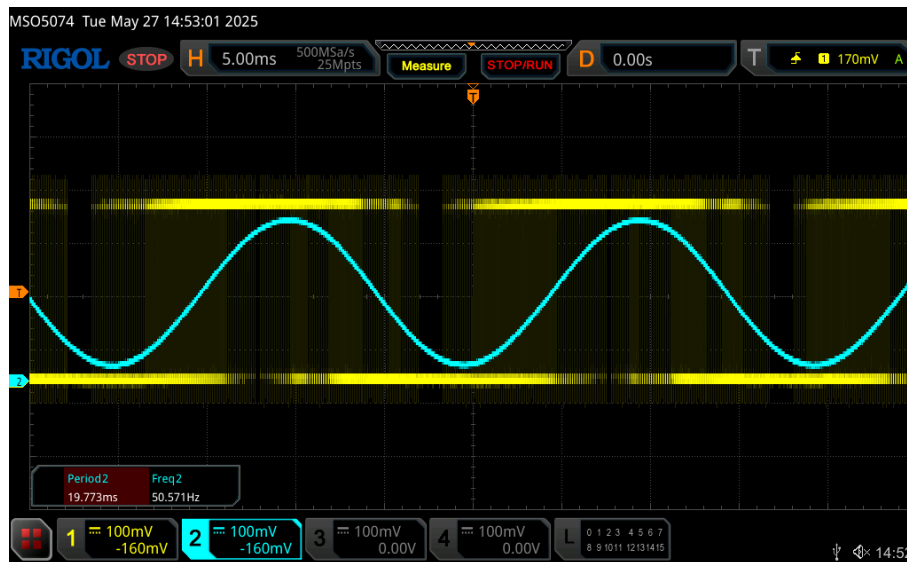 MSO5074 Tue May 27 14:53:01 2025
RIGOL STOP H 5.00ms 500MSa/s 25Mpts Measure STOP/RUN D 0.00s T 1 170mV A
T
T
2
Period2 Freq2
19.773ms 50.571Hz
1 100mV -160mV 2 100mV -160mV 3 100mV 0.00V 4 100mV 0.00V L 0 1 2 3 4 5 6 7
8 9 10 11 12 13 14 15
14:52